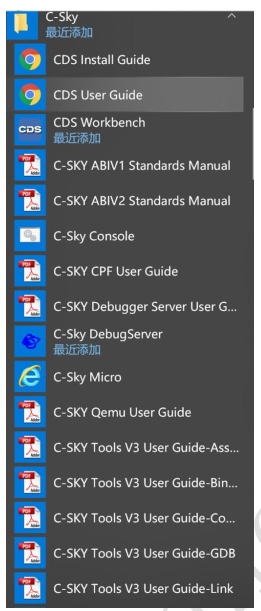 C-Sky
最近添加
CDS Install Guide
CDS User Guide
CDS
CDS Workbench
最近添加
C-SKY ABIV1 Standards Manual
C-SKY ABIV2 Standards Manual
C-Sky Console
C-SKY CPF User Guide
C-SKY Debugger Server User G...
C-Sky DebugServer
最近添加
C-Sky Micro
C-SKY Qemu User Guide
C-SKY Tools V3 User Guide-Ass...
C-SKY Tools V3 User Guide-Bin...
C-SKY Tools V3 User Guide-Co...
C-SKY Tools V3 User Guide-GDB
C-SKY Tools V3 User Guide-Link